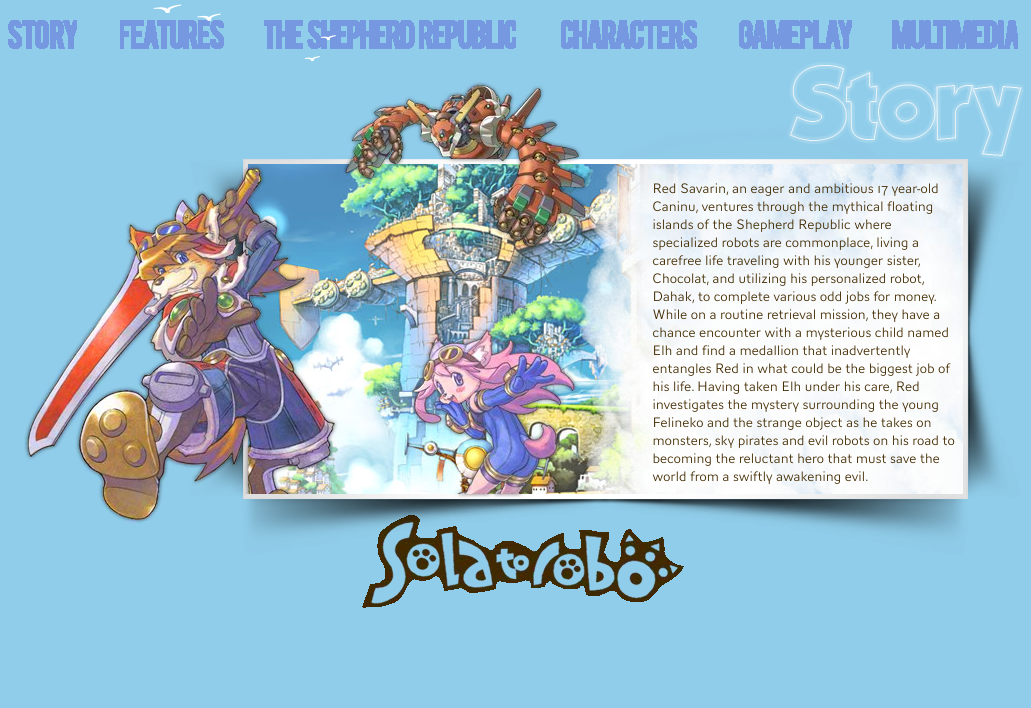 STORY FEATURES THE SHEPHERD REPUBLIC CHARACTERS GAMEPLAY MULTIMEDIA
Story
Red Savarin, an eager and ambitious 17 year-old
Caninu, ventures through the mythical floating
islands of the Shepherd Republic where
specialized robots are commonplace, living a
carefree life traveling with his younger sister,
Chocolat, and utilizing his personalized robot,
Dahak, to complete various odd jobs for money.
While on a routine retrieval mission, they have a
chance encounter with a mysterious child named
Elh and find a medallion that inadvertently
entangles Red in what could be the biggest job of
his life. Having taken Elh under his care, Red
investigates the mystery surrounding the young
Felineko and the strange object as he takes on
monsters, sky pirates and evil robots on his road to
becoming the reluctant hero that must save the
world from a swiftly awakening evil.
Solatorobo